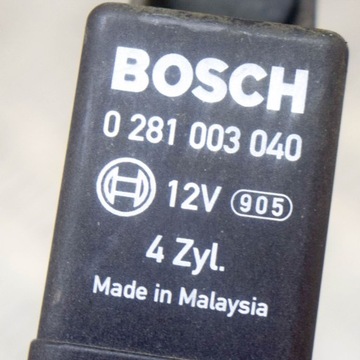 BOSCH
0 281 003 040
12V 905
4 Zyl.
Made in Malaysia